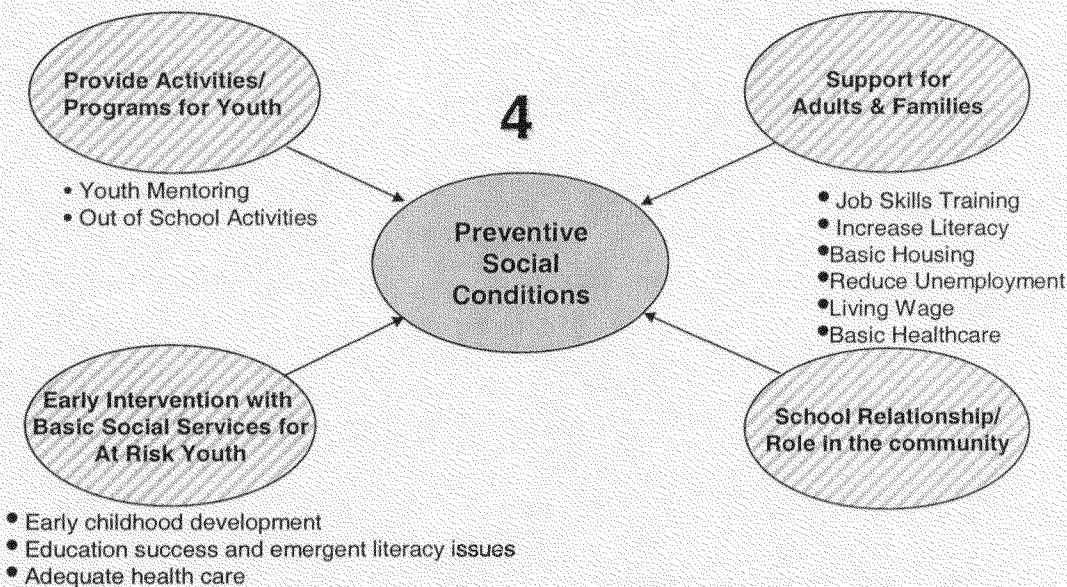 Provide Activities/
Programs for Youth
• Youth Mentoring
• Out of School Activities
4
Support for
Adults & Families
• Job Skills Training
• Increase Literacy
•Basic Housing
•Reduce Unemployment
•Living Wage
•Basic Healthcare
Preventive
Social
Conditions
Early Intervention with
Basic Social Services for
At Risk Youth
• Early childhood development
• Education success and emergent literacy issues
• Adequate health care
School Relationship/
Role in the community